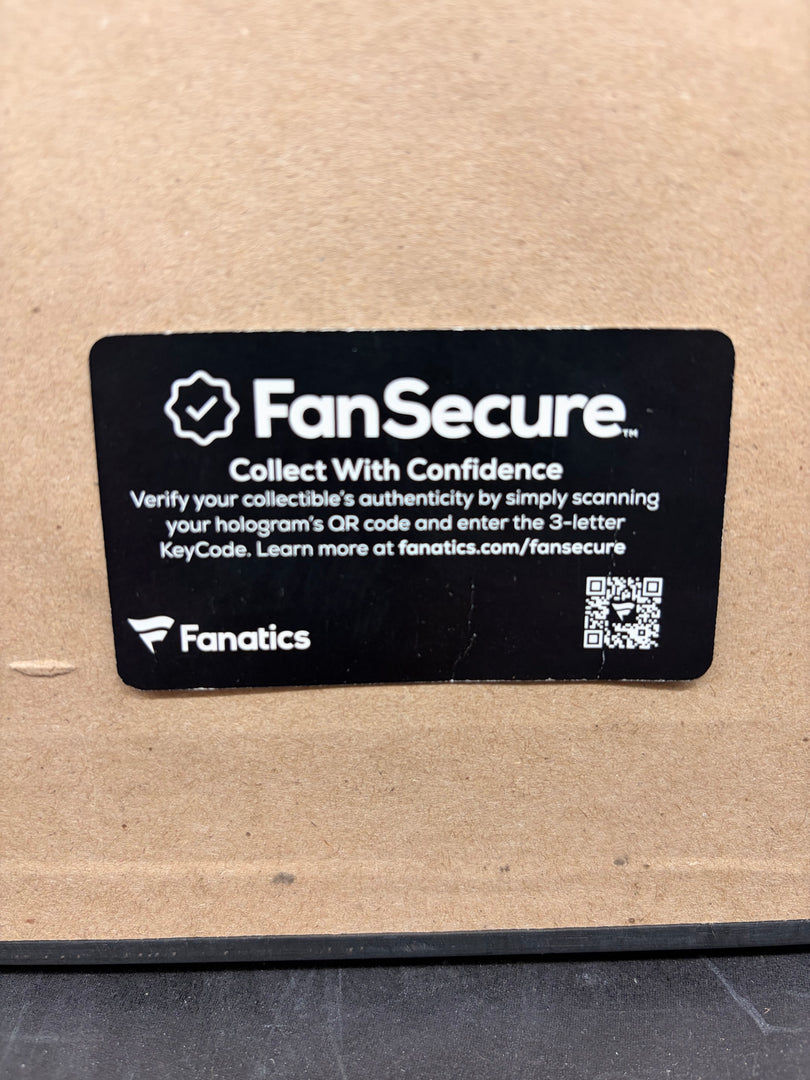 FanSecure™
Collect With Confidence
Verify your collectible's authenticity by simply scanning
your hologram's QR code and enter the 3-letter
KeyCode. Learn more at fanatics.com/fansecure
Fanatics